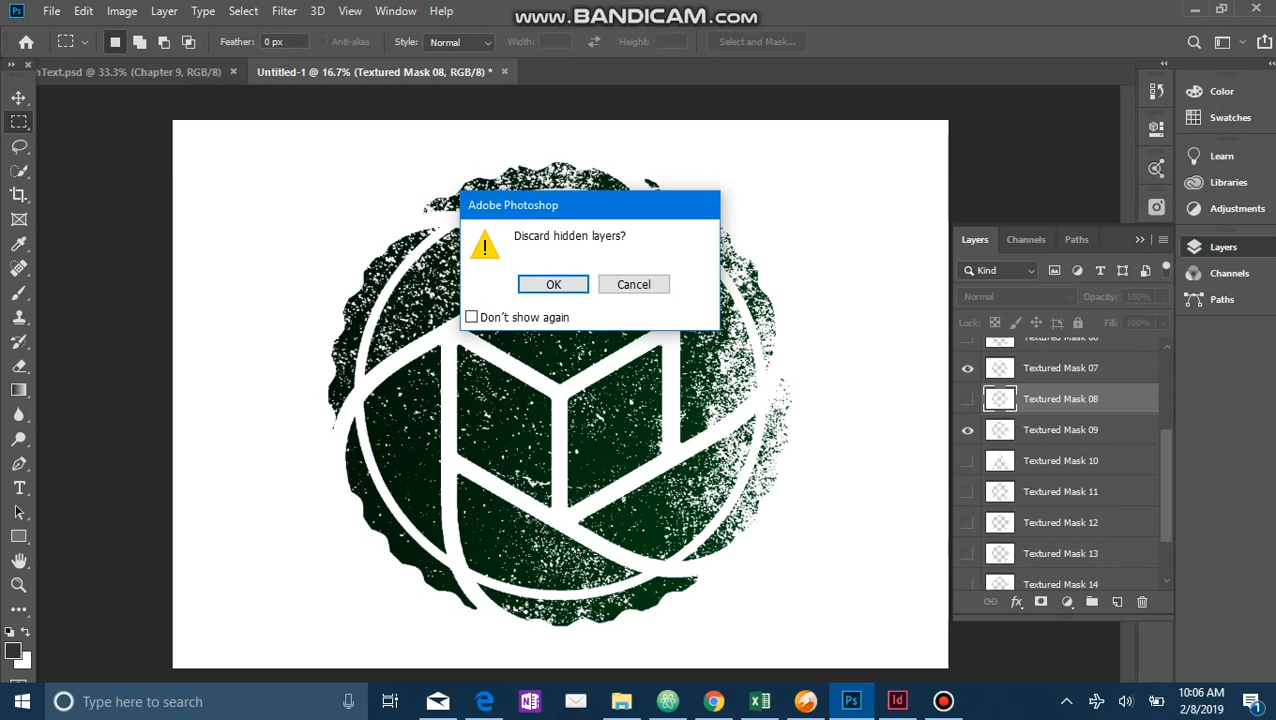 Ps File Edit Image Layer Type Select Filter 3D View Window Help
www.BANDICAM.com
Feather: 0 px Anti-alias Style: Normal Width: Height: Select and Mask...
nText.psd @ 33.3% (Chapter 9, RGB/8) Untitled-1 @ 16.7% (Textured Mask 08, RGB/8) *
Adobe Photoshop
Discard hidden layers?
OK Cancel
Don't show again
Color
Swatches
Learn
Libraries
Adjustments
Layers
Channels
Paths
Layers Channels Paths
Kind
Normal Opacity: 100%
Lock: Fill: 100%
Textured Mask 07
Textured Mask 08
Textured Mask 09
Textured Mask 10
Textured Mask 11
Textured Mask 12
Textured Mask 13
Textured Mask 14
fx
Type here to search
Ps Id
10:06 AM
2/8/2019